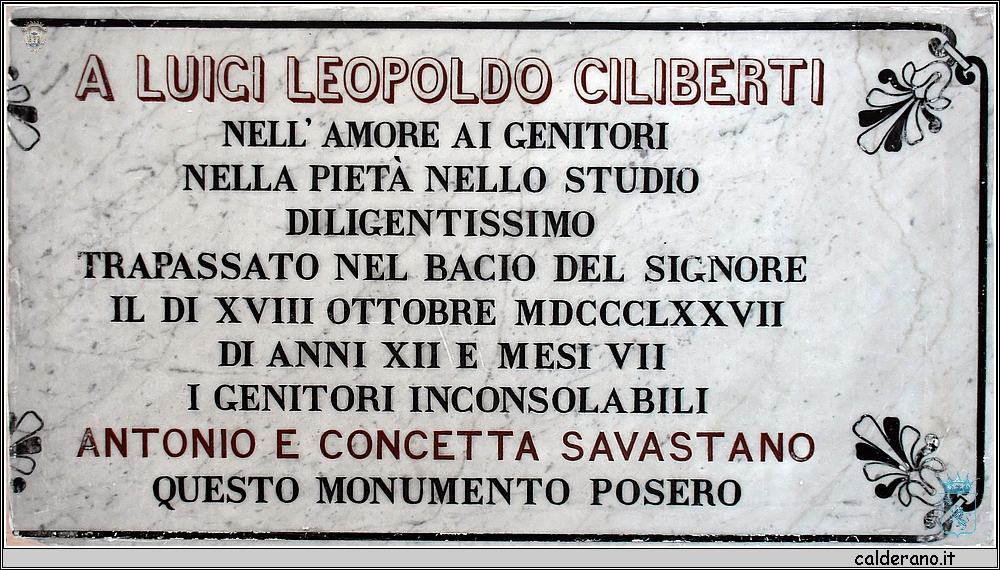 A LUIGI LEOPOLDO CILIBERTI
NELL' AMORE AI GENITORI
NELLA PIETÀ NELLO STUDIO
DILIGENTISSIMO
TRAPASSATO NEL BACIO DEL SIGNORE
IL DI XVIII OTTOBRE MDCCCLXXVII
DI ANNI XII E MESI VII
I GENITORI INCONSOLABILI
ANTONIO E CONCETTA SAVASTANO
QUESTO MONUMENTO POSERO
calderano.it